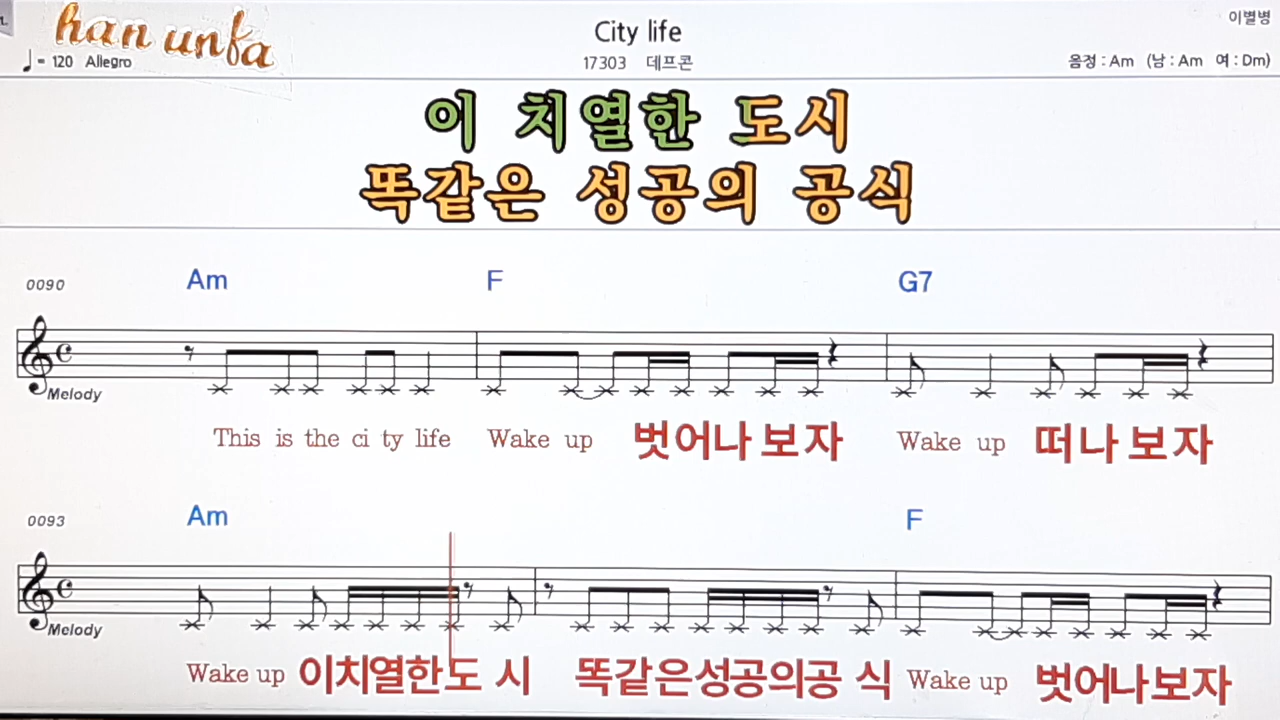 han unfa
City life
이별병
♩= 120 Allegro
17303 데프콘
음정 : Am (남 : Am 여 : Dm)
이 치열한 도시
똑같은 성공의 공식
0090 Am F G7
Melody
This is the ci ty life Wake up 벗어나 보자 Wake up 떠나 보자
0093 Am F
Melody
Wake up 이치열한도 시 똑같은성공의공 식 Wake up 벗어나보자